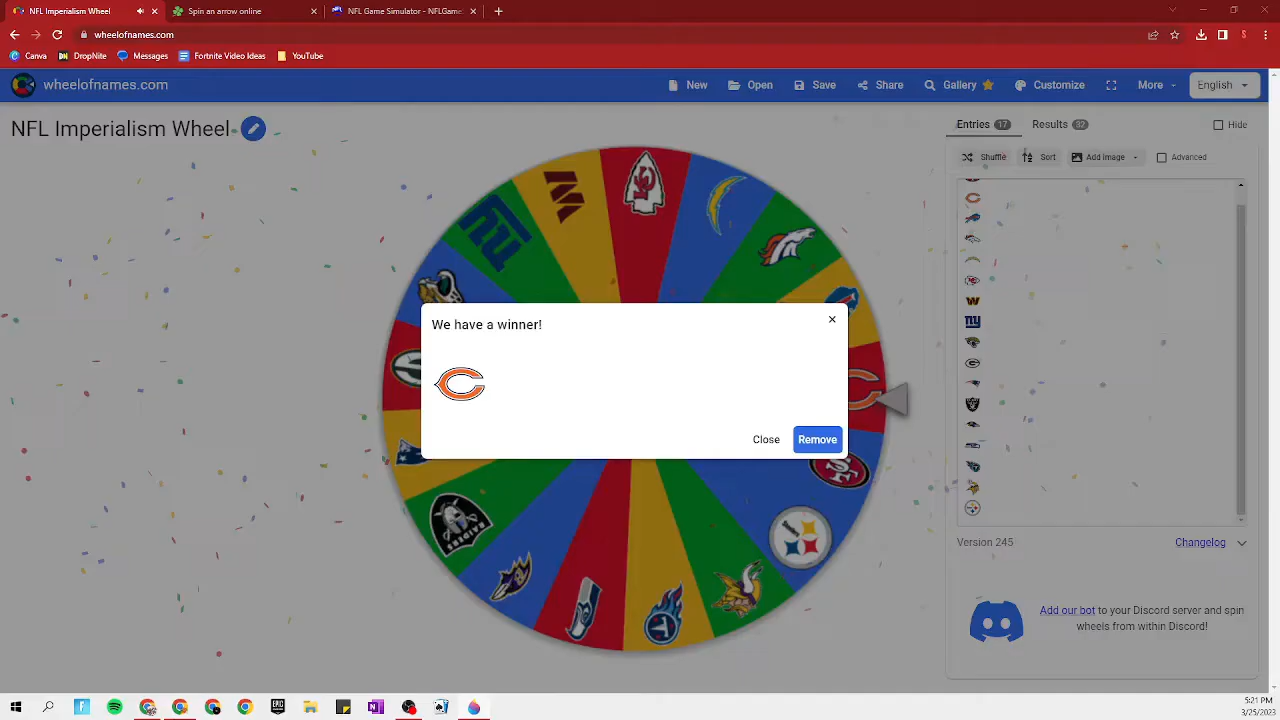 NFL Imperialism Wheel
Spin an arrow online
NFL Game Simulator - NFLGame
wheelofnames.com
S
Canva
DropNite
Messages
Fortnite Video Ideas
YouTube
wheelofnames.com
New
Open
Save
Share
Gallery
Customize
More
English
NFL Imperialism Wheel
Entries 17
Results 32
Hide
Shuffle
Sort
Add image
Advanced
We have a winner!
Close
Remove
Version 245
Changelog
Add our bot to your Discord server and spin
wheels from within Discord!
5:21 PM
3/25/2023